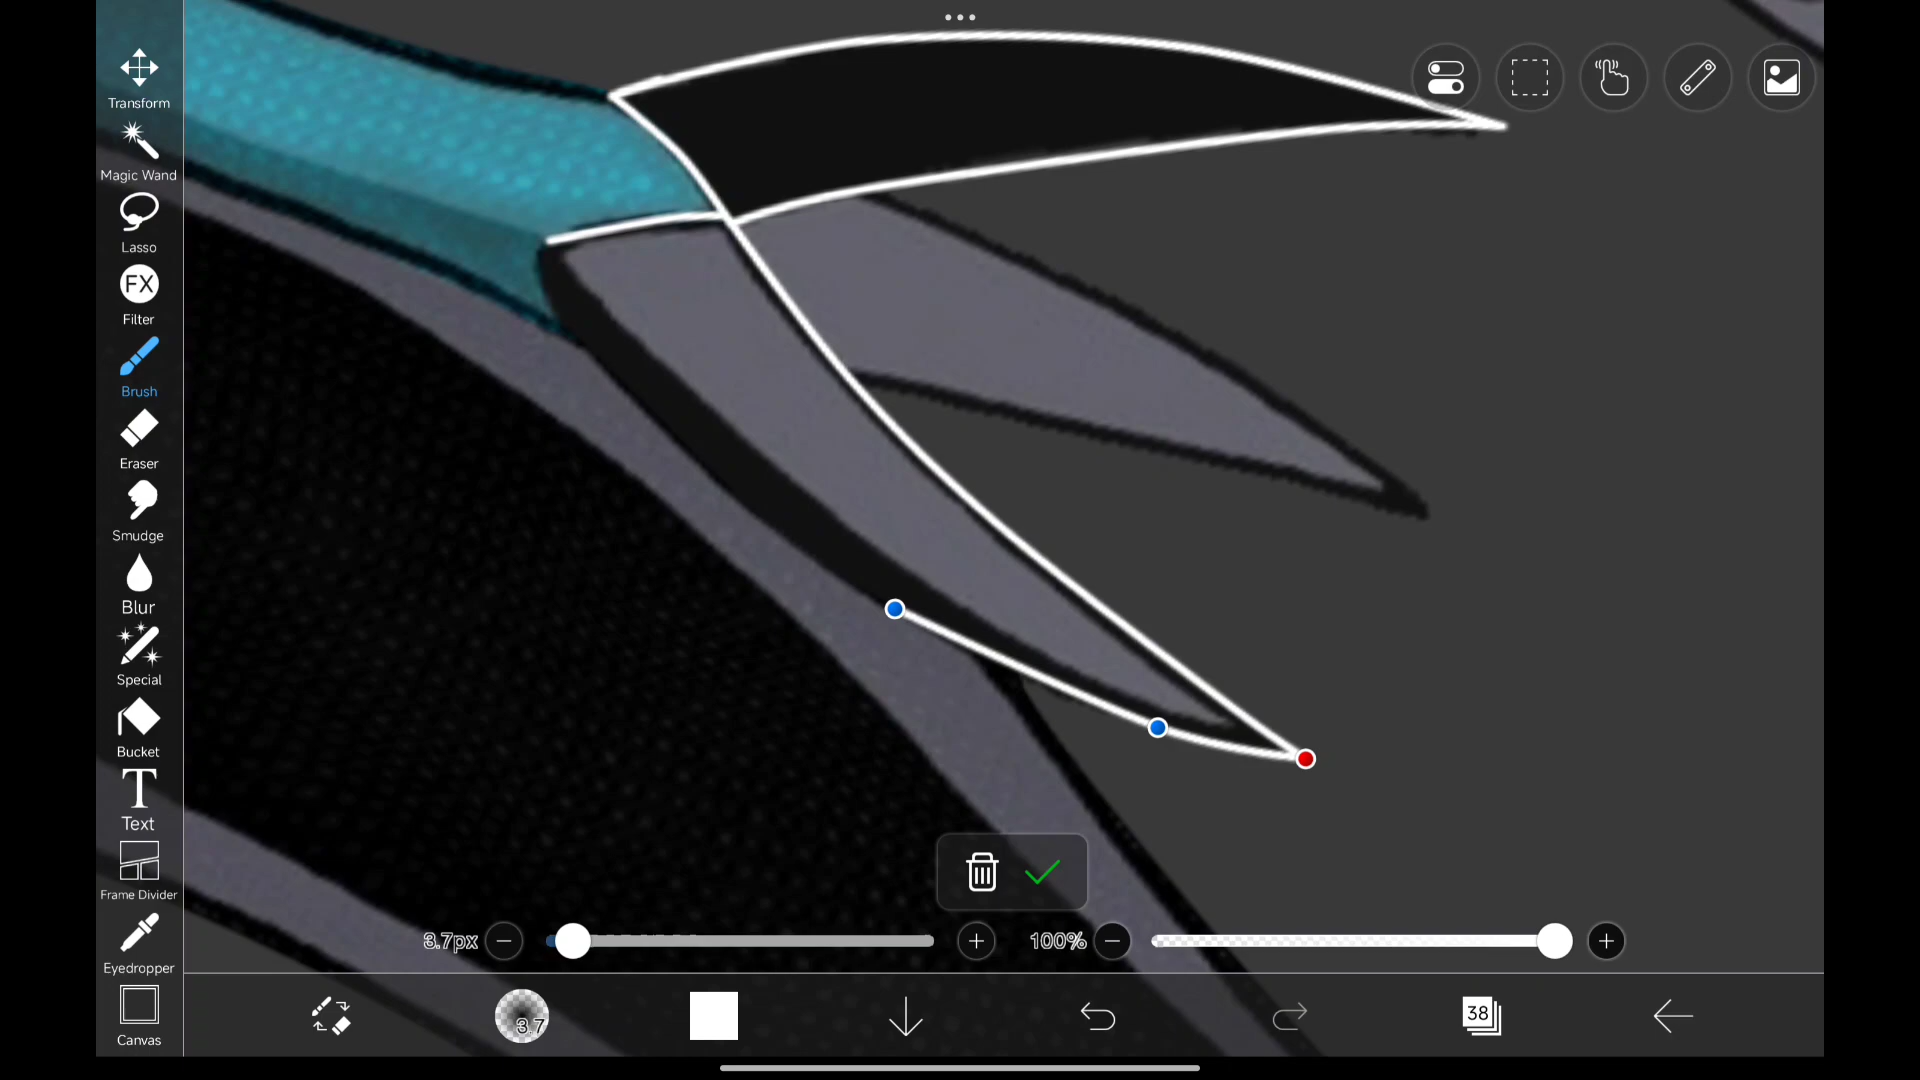 Transform
Magic Wand
Lasso
FX
Filter
Brush
Eraser
Smudge
Blur
Special
Bucket
T
Text
Frame Divider
Eyedropper
Canvas
3.7px
100%
3.7
38